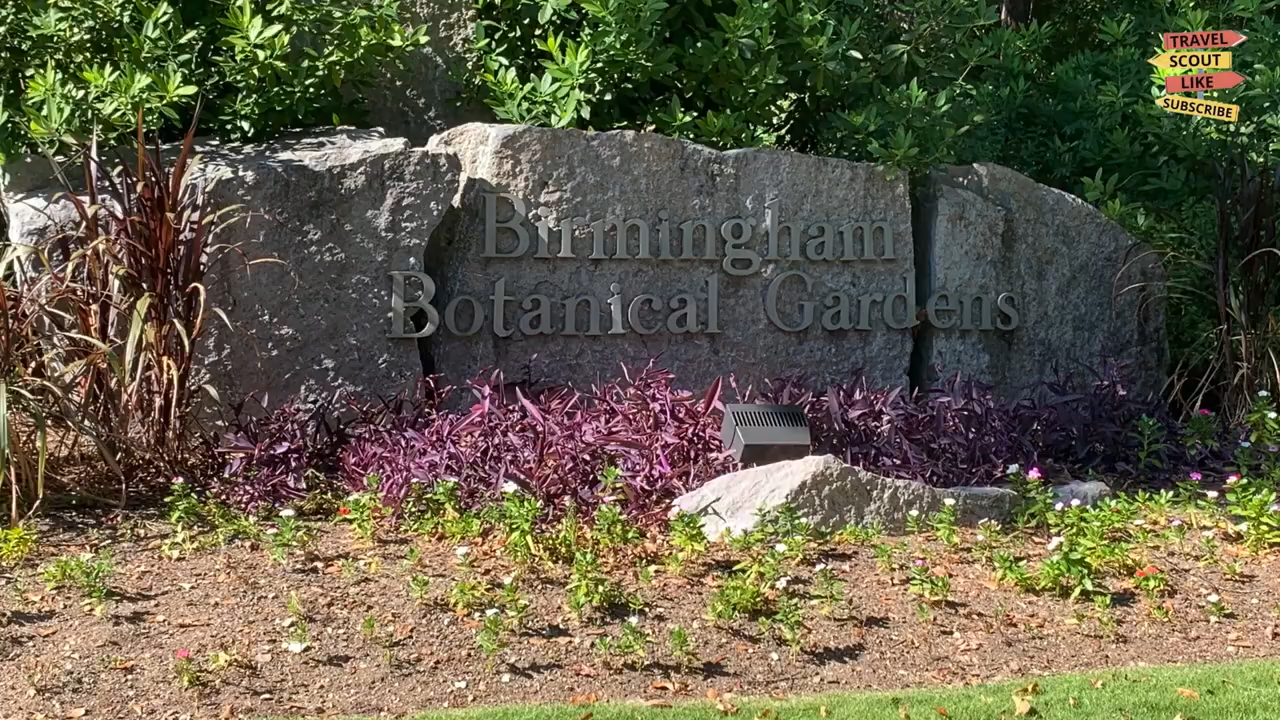 TRAVEL
SCOUT
LIKE
SUBSCRIBE
Birmingham
Botanical Gardens